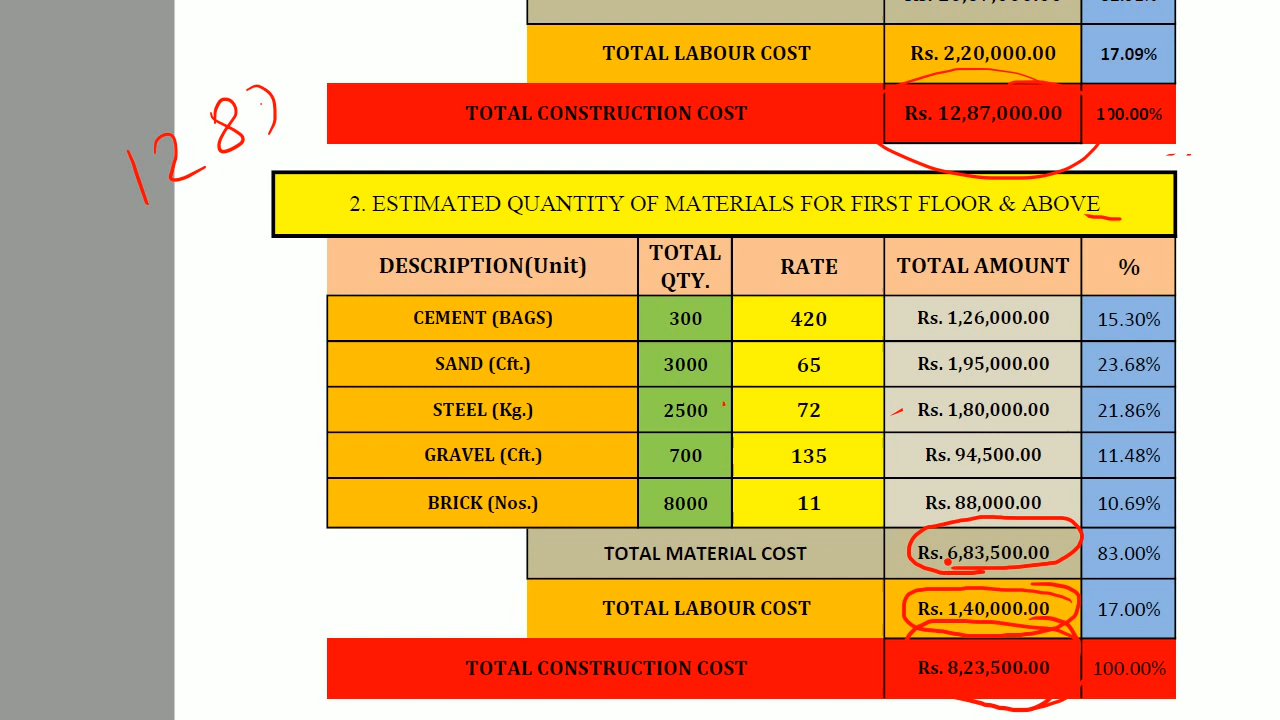 TOTAL LABOUR COST Rs. 2,20,000.00 17.09%
TOTAL CONSTRUCTION COST Rs. 12,87,000.00 100.00%
1287
2. ESTIMATED QUANTITY OF MATERIALS FOR FIRST FLOOR & ABOVE
DESCRIPTION(Unit) TOTAL QTY. RATE TOTAL AMOUNT %
CEMENT (BAGS) 300 420 Rs. 1,26,000.00 15.30%
SAND (Cft.) 3000 65 Rs. 1,95,000.00 23.68%
STEEL (Kg.) 2500 72 Rs. 1,80,000.00 21.86%
GRAVEL (Cft.) 700 135 Rs. 94,500.00 11.48%
BRICK (Nos.) 8000 11 Rs. 88,000.00 10.69%
TOTAL MATERIAL COST Rs. 6,83,500.00 83.00%
TOTAL LABOUR COST Rs. 1,40,000.00 17.00%
TOTAL CONSTRUCTION COST Rs. 8,23,500.00 100.00%